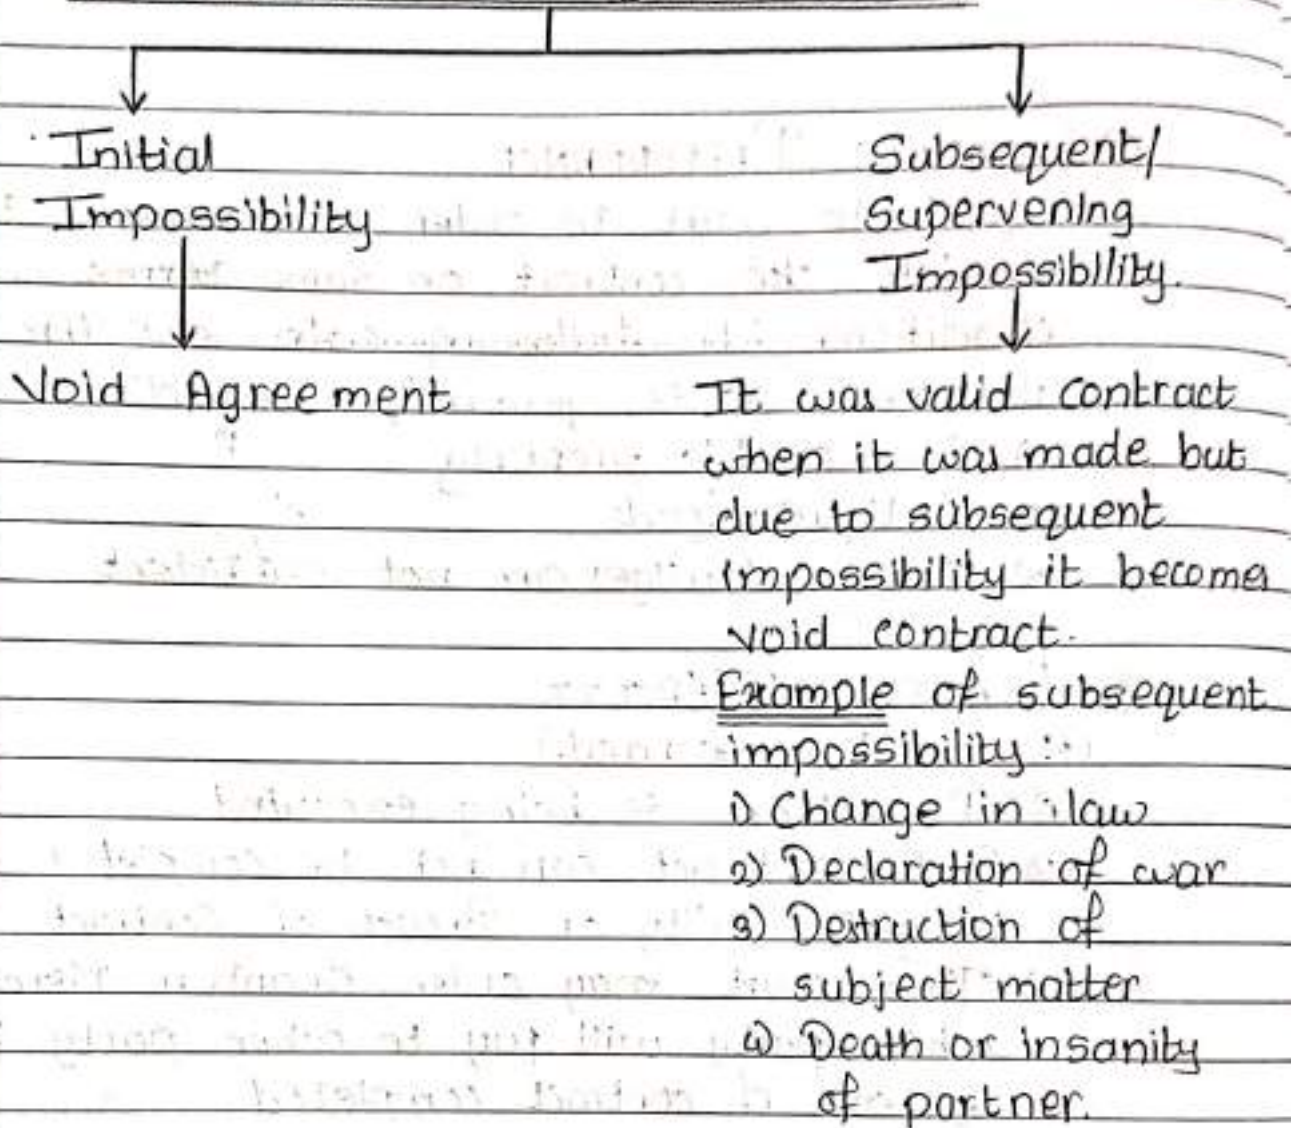 Initial
Impossibility
Void Agreement
Subsequent/
Supervening
Impossibility.
It was valid contract
when it was made but
due to subsequent
impossibility it becomes
void contract.
Example of subsequent
impossibility :
1) Change in law
2) Declaration of war
3) Destruction of
subject matter
4) Death or insanity
of partner.